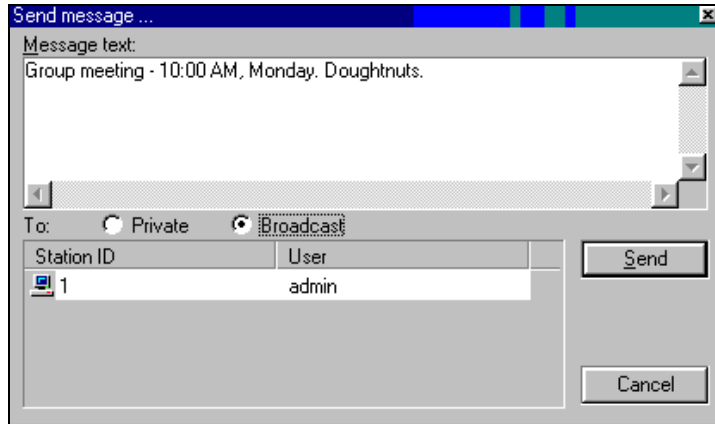 Send message ...
Message text:
Group meeting - 10:00 AM, Monday. Doughtnuts.
To: Private Broadcast
Station ID User
1 admin
Send
Cancel